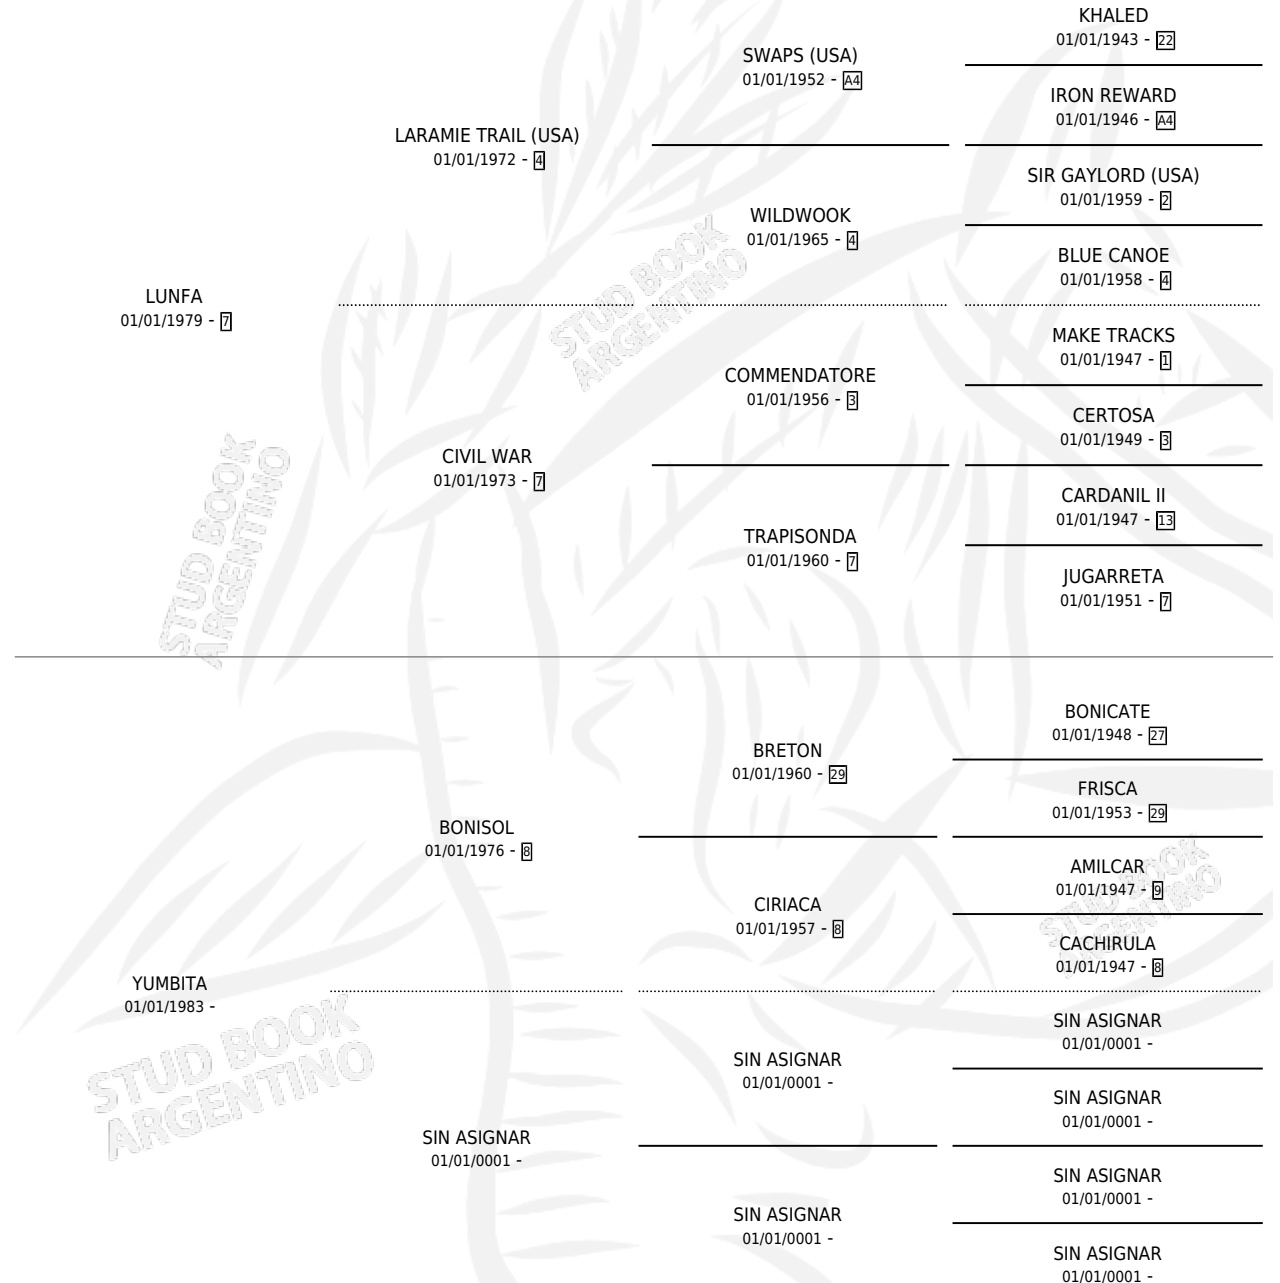 KHALED
01/01/1943 - 22
SWAPS (USA)
01/01/1952 - A4
IRON REWARD
01/01/1946 - A4
LARAMIE TRAIL (USA)
01/01/1972 - 4
SIR GAYLORD (USA)
01/01/1959 - 2
WILDWOOK
01/01/1965 - 4
BLUE CANOE
01/01/1958 - 4
LUNFA
01/01/1979 - 7
MAKE TRACKS
01/01/1947 - 1
COMMENDATORE
01/01/1956 - 3
CERTOSA
01/01/1949 - 3
CIVIL WAR
01/01/1973 - 7
CARDANIL II
01/01/1947 - 13
TRAPISONDA
01/01/1960 - 7
JUGARRETA
01/01/1951 - 7
BONICATE
01/01/1948 - 27
BRETON
01/01/1960 - 29
FRISCA
01/01/1953 - 29
BONISOL
01/01/1976 - 8
AMILCAR
01/01/1947 - 9
CIRIACA
01/01/1957 - 8
CACHIRULA
01/01/1947 - 8
YUMBITA
01/01/1983 -
SIN ASIGNAR
01/01/0001 -
SIN ASIGNAR
01/01/0001 -
SIN ASIGNAR
01/01/0001 -
SIN ASIGNAR
01/01/0001 -
SIN ASIGNAR
01/01/0001 -
SIN ASIGNAR
01/01/0001 -
SIN ASIGNAR
01/01/0001 -
STUD BOOK
ARGENTINO
STUD BOOK
ARGENTINO
STUD BOOK
ARGENTINO
STUD BOOK
ARGENTINO